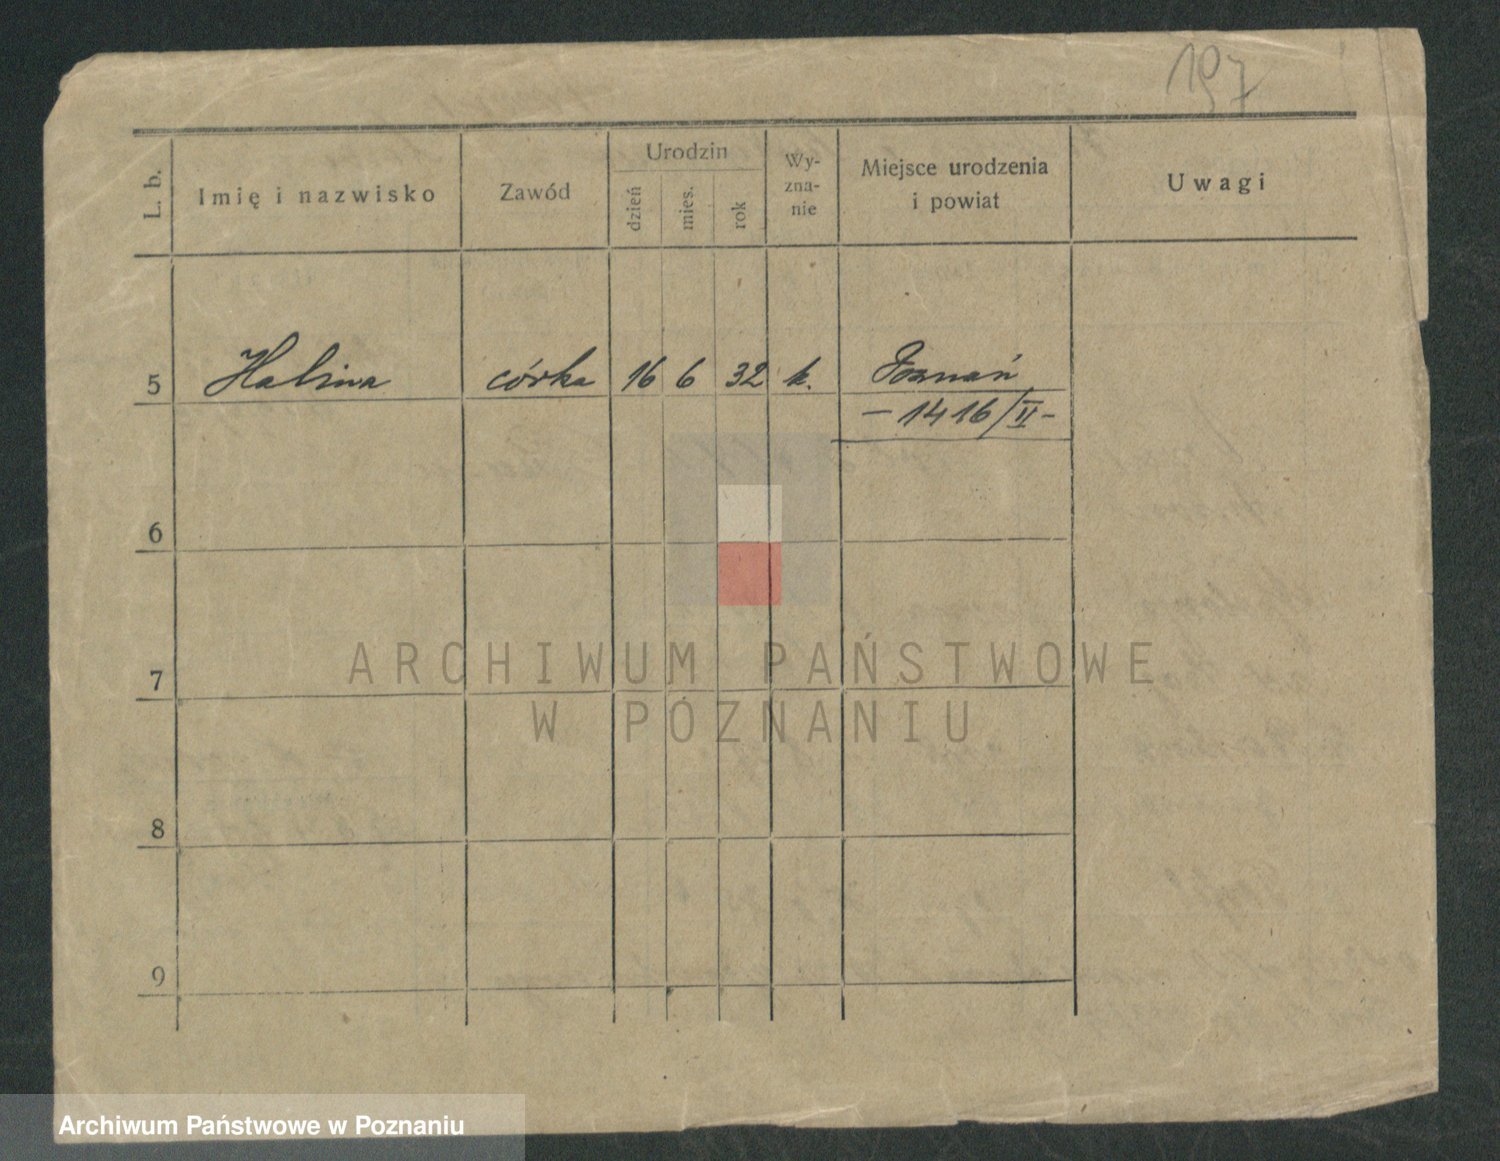 197
L. b. Imię i nazwisko Zawód Urodzin dzień mies. rok Wy-zna-nie Miejsce urodzenia i powiat Uwagi
5 Halina córka 16 6 32 k. Poznań
– 1416/II –
6
ARCHIWUM PAŃSTWOWE
7
W POZNANIU
8
9
Archiwum Państwowe w Poznaniu